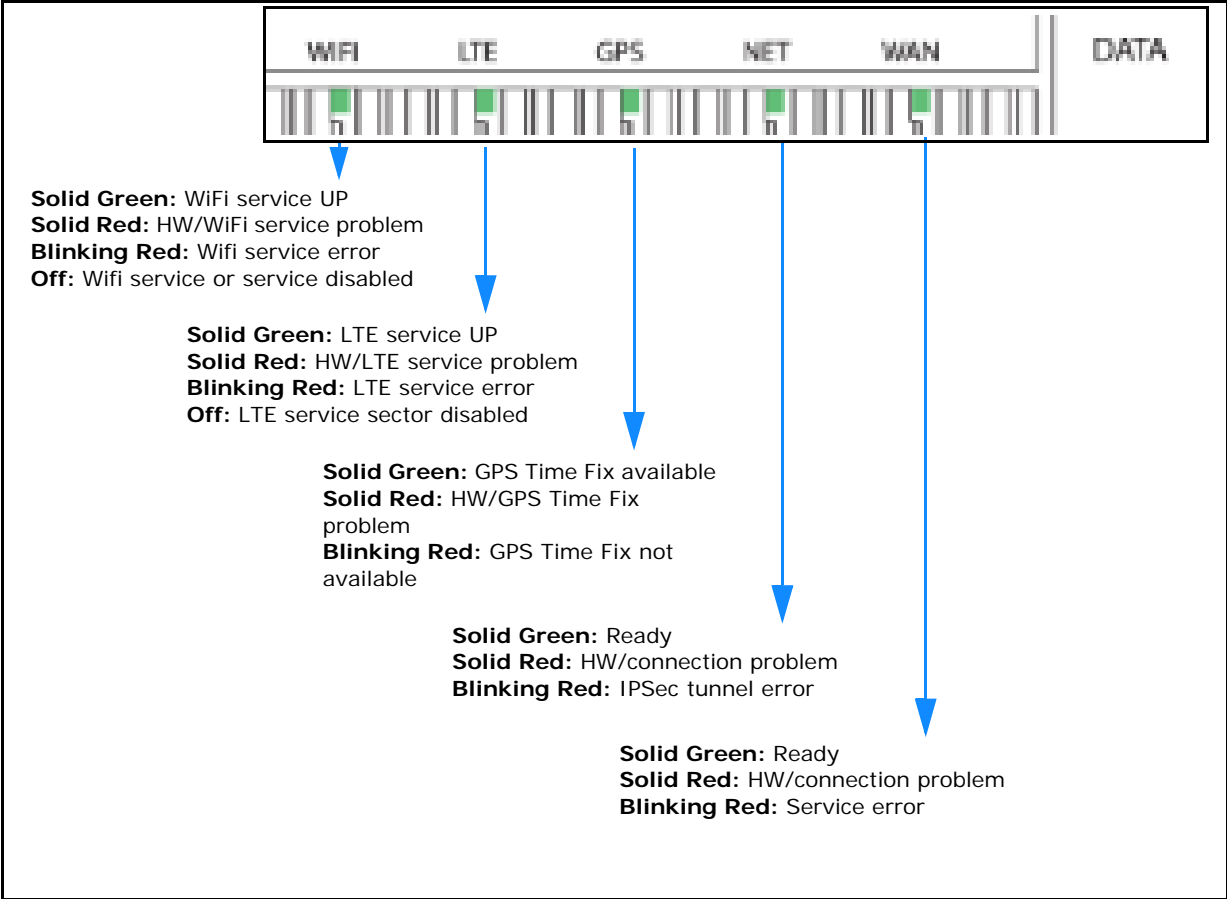 WIFI LTE GPS NET WAN DATA
Solid Green: WiFi service UP
Solid Red: HW/WiFi service problem
Blinking Red: Wifi service error
Off: Wifi service or service disabled
Solid Green: LTE service UP
Solid Red: HW/LTE service problem
Blinking Red: LTE service error
Off: LTE service sector disabled
Solid Green: GPS Time Fix available
Solid Red: HW/GPS Time Fix
problem
Blinking Red: GPS Time Fix not
available
Solid Green: Ready
Solid Red: HW/connection problem
Blinking Red: IPSec tunnel error
Solid Green: Ready
Solid Red: HW/connection problem
Blinking Red: Service error